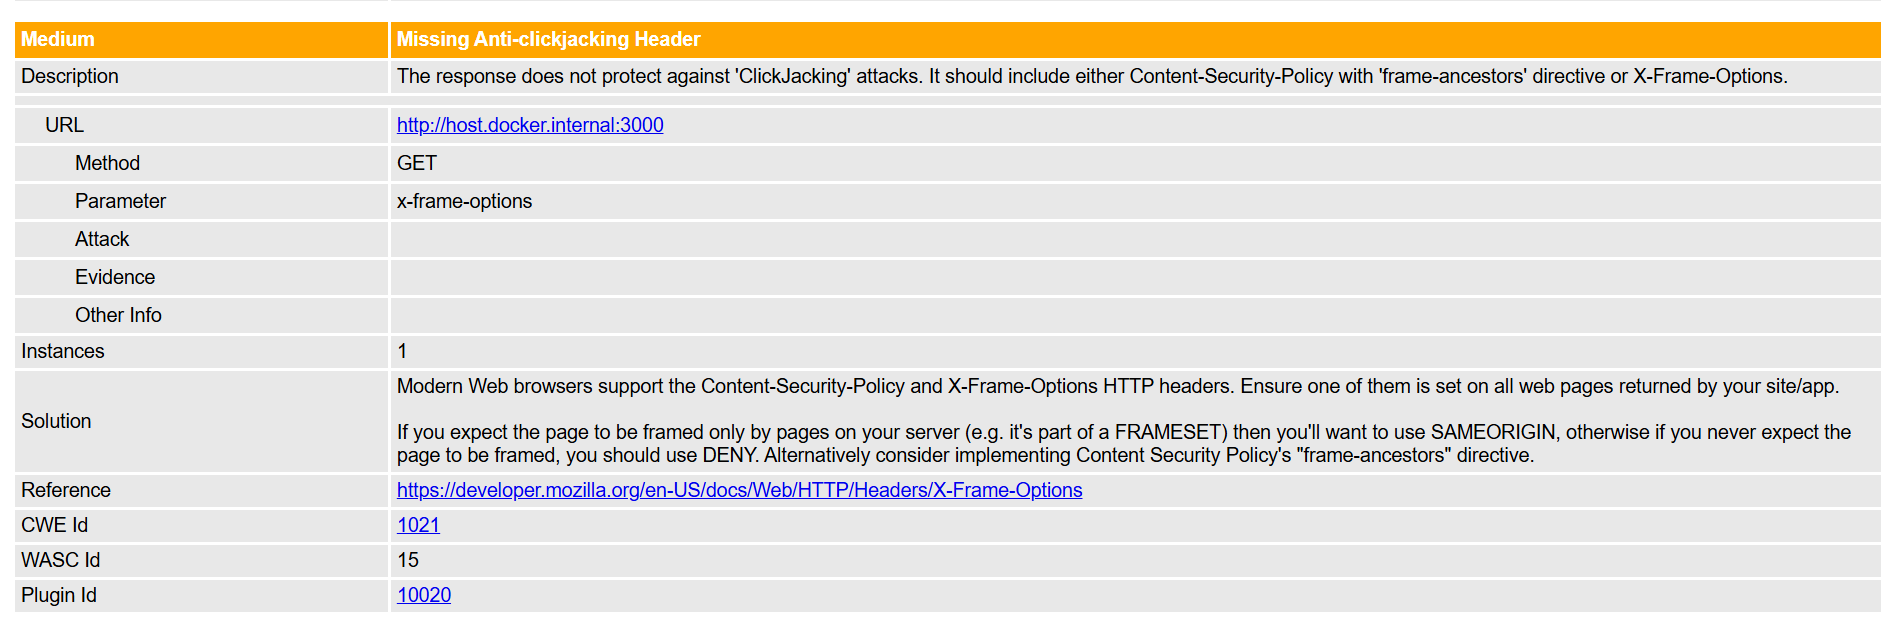 Medium Missing Anti-clickjacking Header
Description The response does not protect against 'ClickJacking' attacks. It should include either Content-Security-Policy with 'frame-ancestors' directive or X-Frame-Options.
URL http://host.docker.internal:3000
Method GET
Parameter x-frame-options
Attack
Evidence
Other Info
Instances 1
Solution
Modern Web browsers support the Content-Security-Policy and X-Frame-Options HTTP headers. Ensure one of them is set on all web pages returned by your site/app.
If you expect the page to be framed only by pages on your server (e.g. it's part of a FRAMESET) then you'll want to use SAMEORIGIN, otherwise if you never expect the
page to be framed, you should use DENY. Alternatively consider implementing Content Security Policy's "frame-ancestors" directive.
Reference https://developer.mozilla.org/en-US/docs/Web/HTTP/Headers/X-Frame-Options
CWE Id 1021
WASC Id 15
Plugin Id 10020